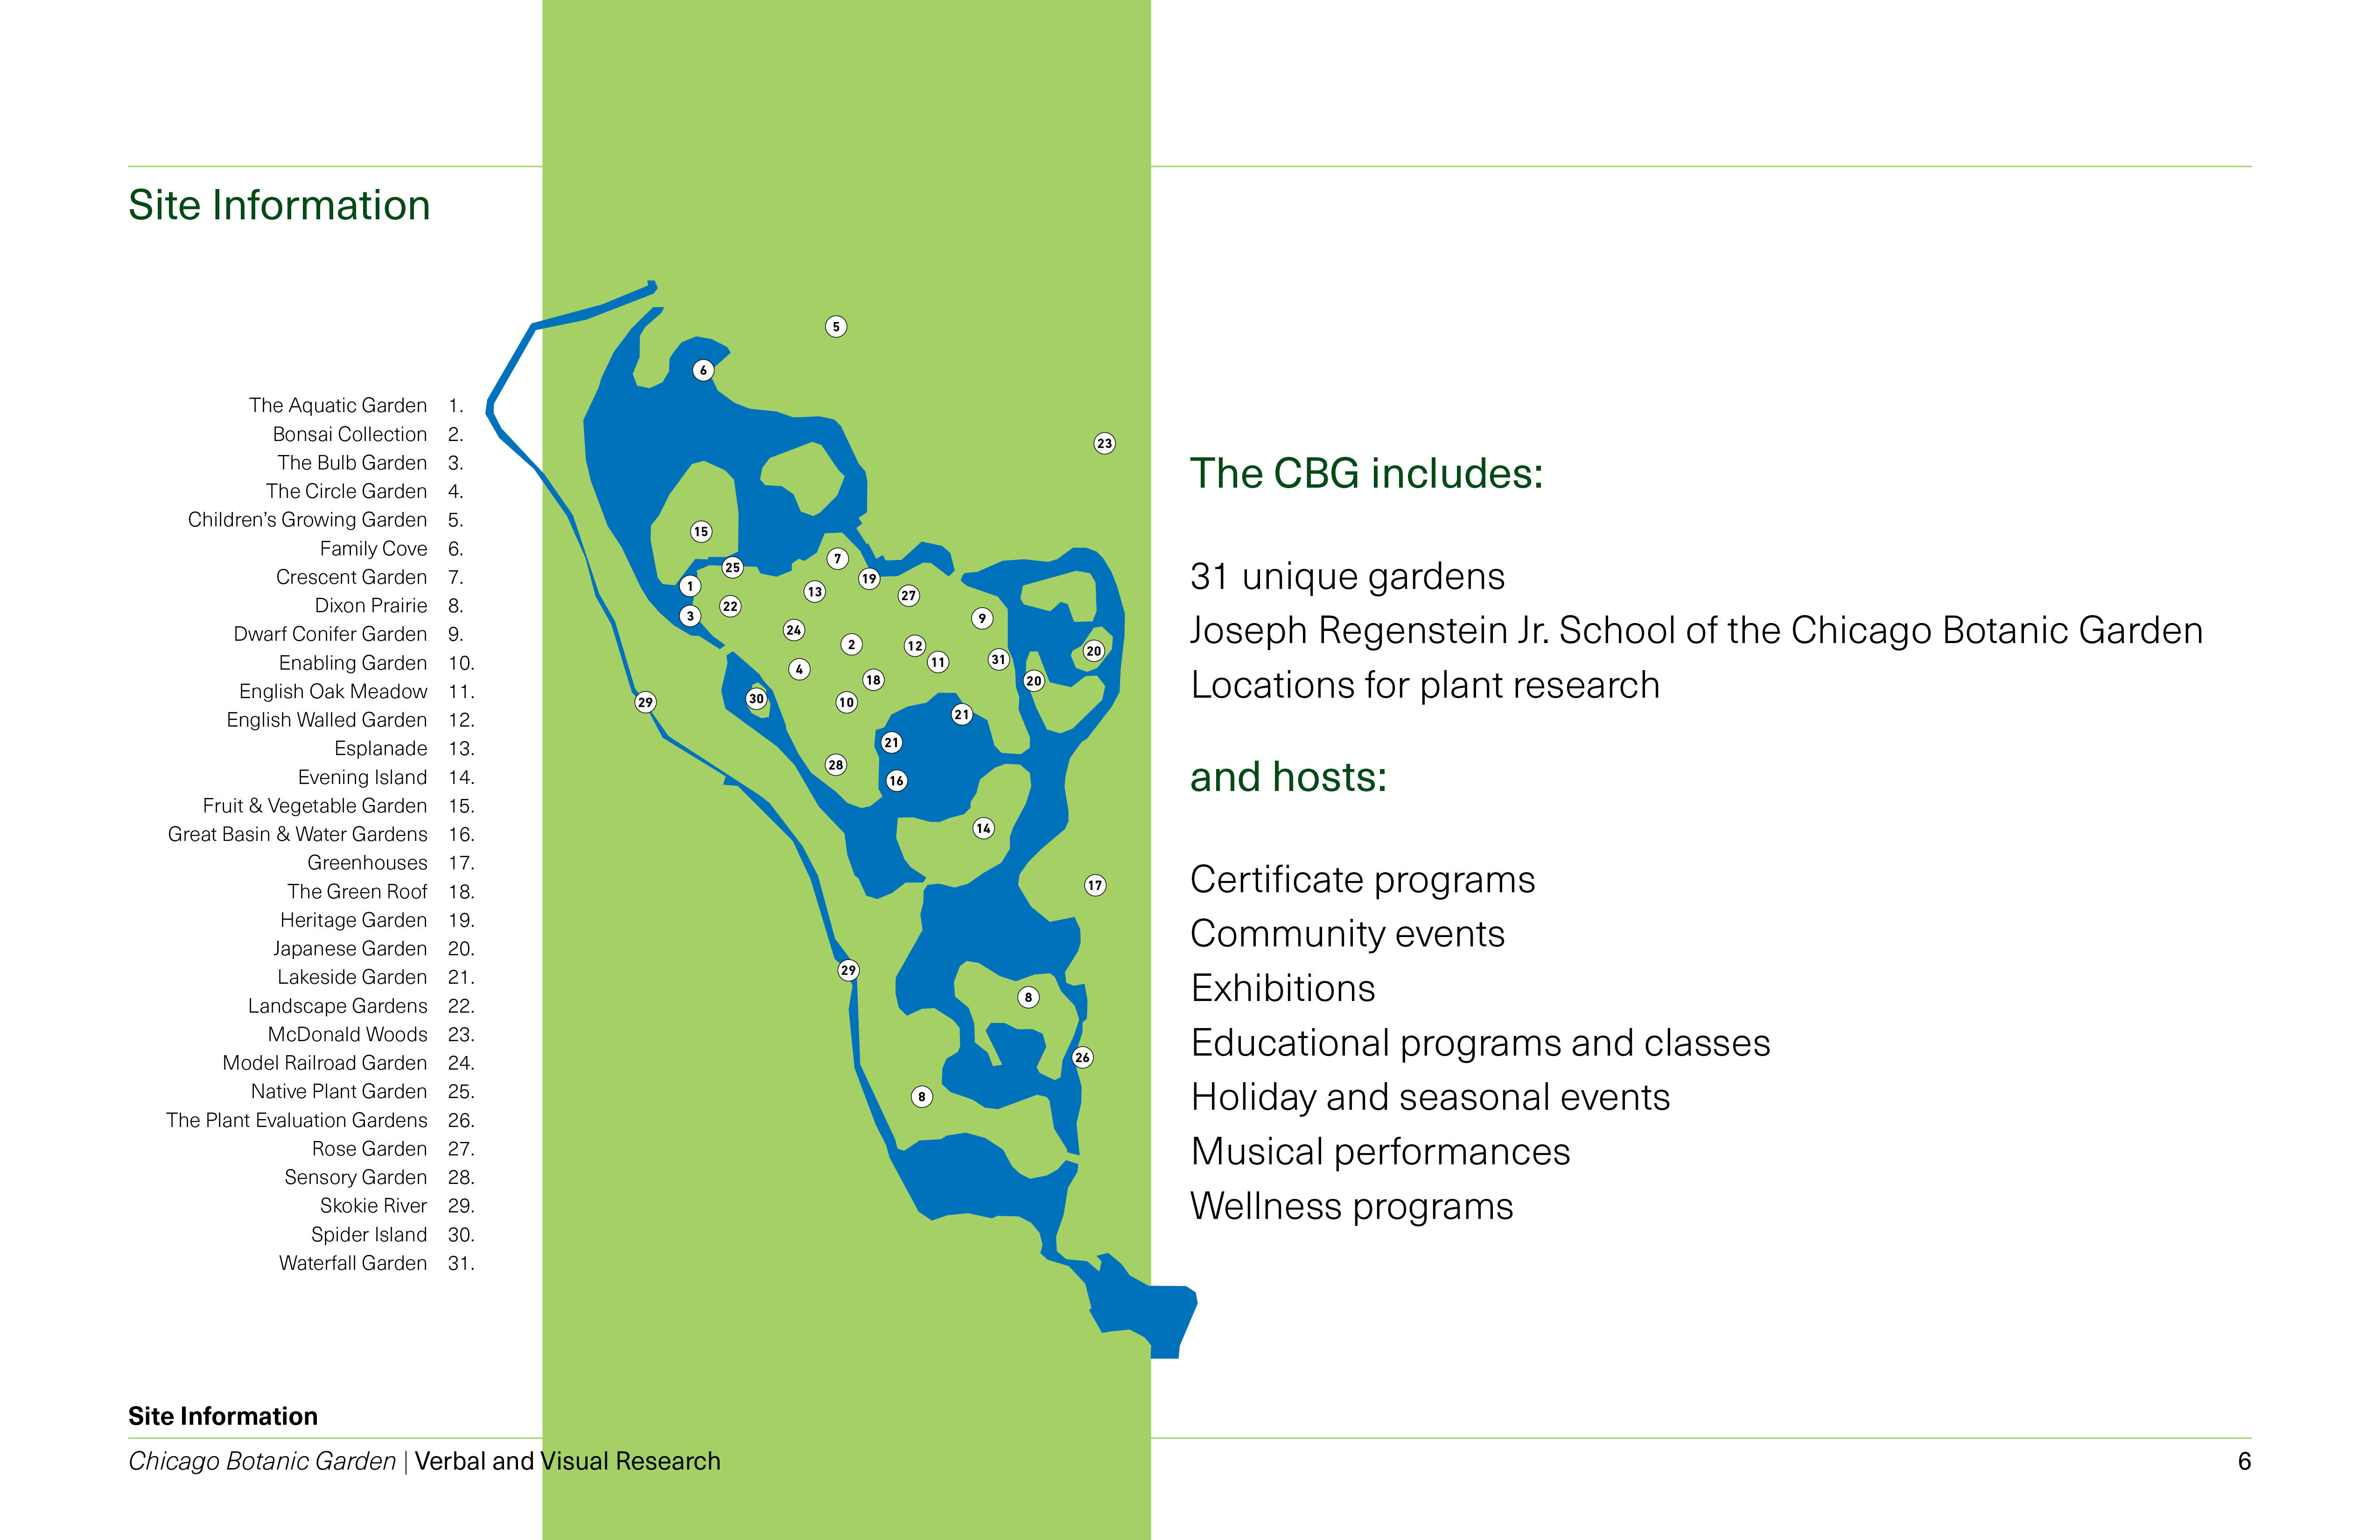 Site Information
The Aquatic Garden 1.
Bonsai Collection 2.
The Bulb Garden 3.
The Circle Garden 4.
Children’s Growing Garden 5.
Family Cove 6.
Crescent Garden 7.
Dixon Prairie 8.
Dwarf Conifer Garden 9.
Enabling Garden 10.
English Oak Meadow 11.
English Walled Garden 12.
Esplanade 13.
Evening Island 14.
Fruit & Vegetable Garden 15.
Great Basin & Water Gardens 16.
Greenhouses 17.
The Green Roof 18.
Heritage Garden 19.
Japanese Garden 20.
Lakeside Garden 21.
Landscape Gardens 22.
McDonald Woods 23.
Model Railroad Garden 24.
Native Plant Garden 25.
The Plant Evaluation Gardens 26.
Rose Garden 27.
Sensory Garden 28.
Skokie River 29.
Spider Island 30.
Waterfall Garden 31.
5
6
23
15
7
25
19
1
13
27
22
3
9
24
2
12
20
31
11
4
18
20
30
29
10
21
21
28
16
14
17
29
8
26
8
The CBG includes:
31 unique gardens
Joseph Regenstein Jr. School of the Chicago Botanic Garden
Locations for plant research
and hosts:
Certificate programs
Community events
Exhibitions
Educational programs and classes
Holiday and seasonal events
Musical performances
Wellness programs
Site Information
Chicago Botanic Garden | Verbal and Visual Research
6